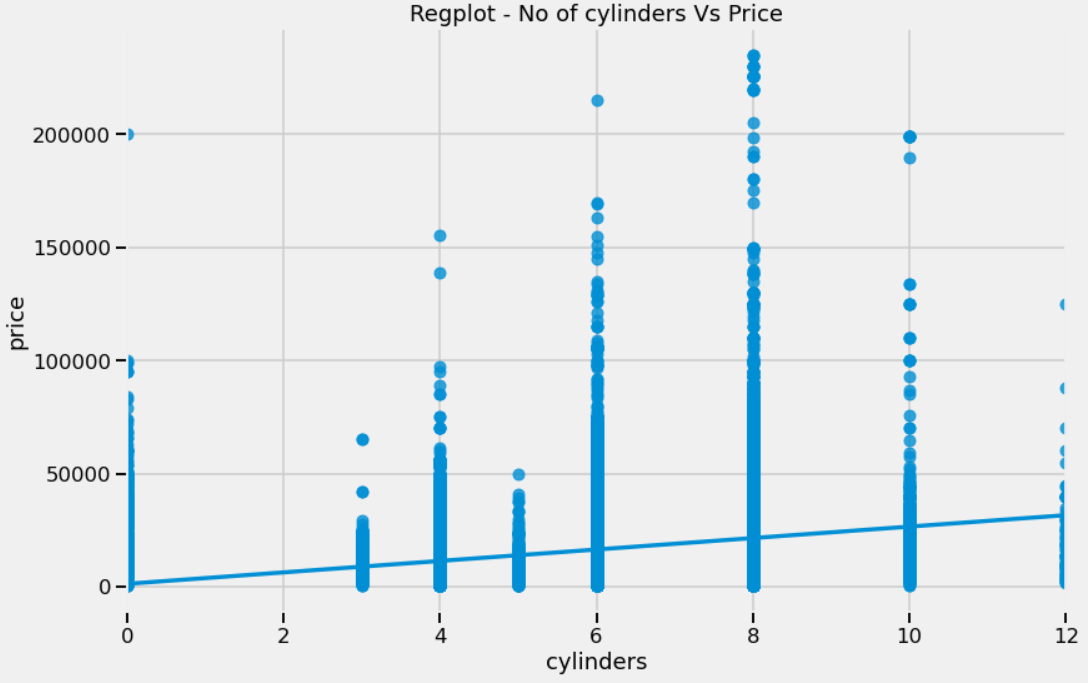 Regplot - No of cylinders Vs Price
200000
150000
100000
50000
0
price
0 2 4 6 8 10 12
cylinders